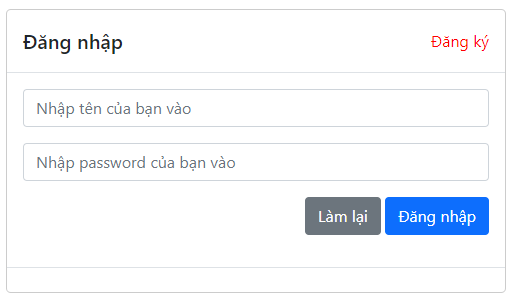 Đăng nhập
Đăng ký
Nhập tên của bạn vào
Nhập password của bạn vào
Làm lại
Đăng nhập